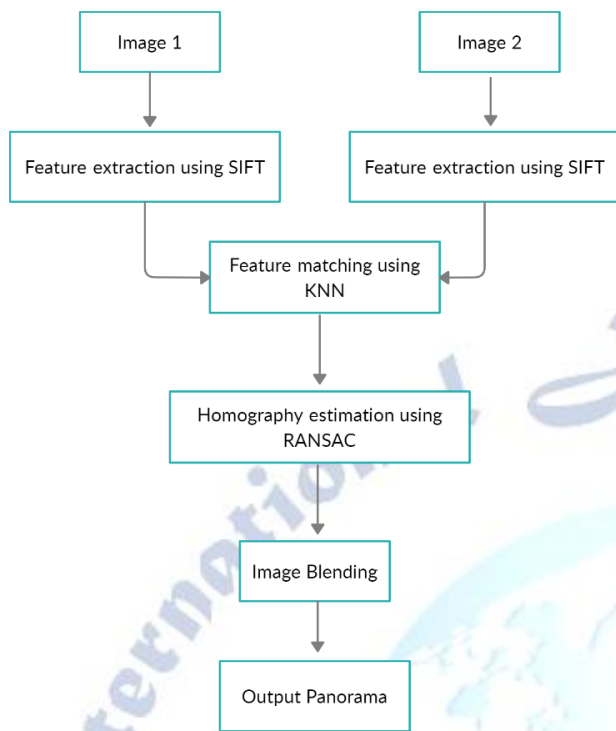 Image 1
Image 2
Feature extraction using SIFT
Feature extraction using SIFT
Feature matching using
KNN
Homography estimation using
RANSAC
Image Blending
Output Panorama